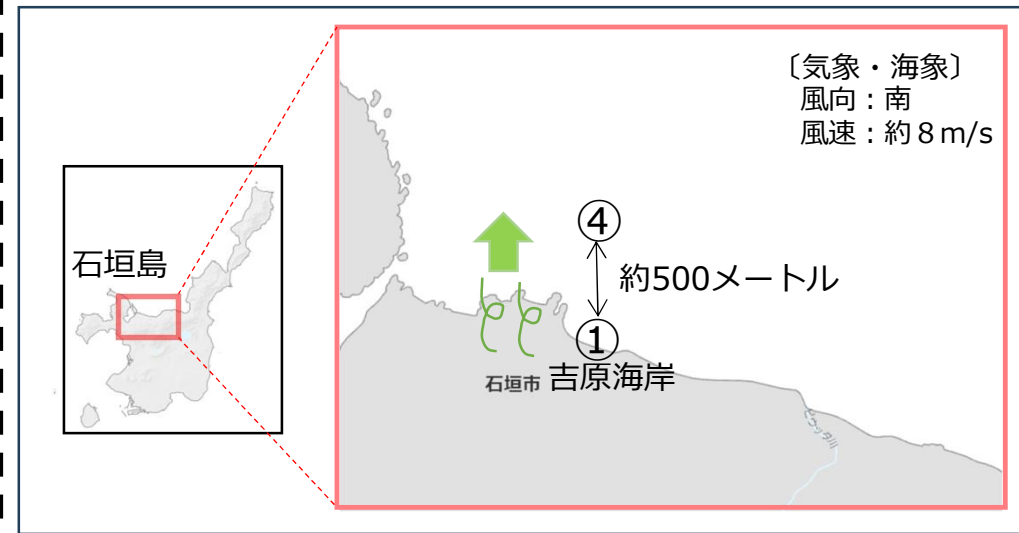 〔気象・海象〕
風向：南
風速：約８m/s
石垣島
④
約500メートル
①
石垣市
吉原海岸